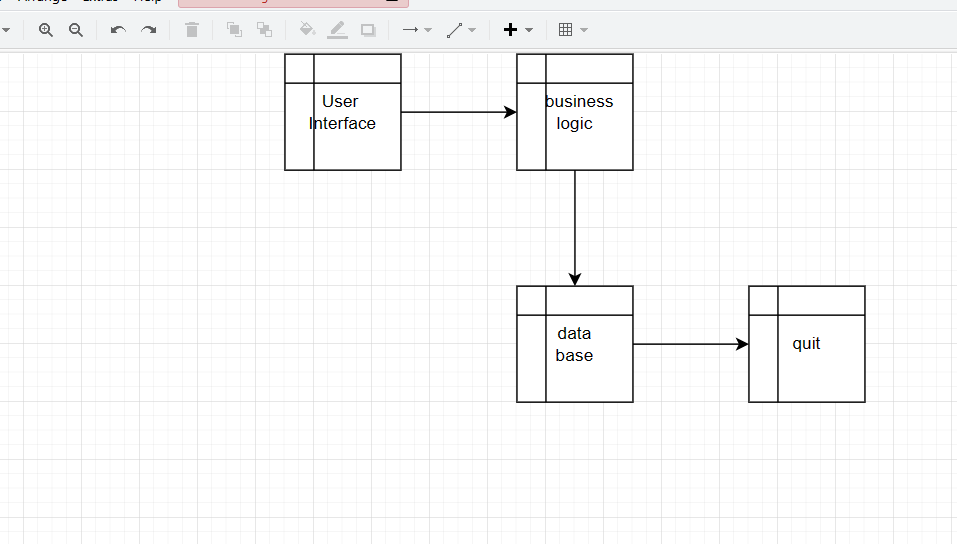 User
Interface
business
logic
data
base
quit